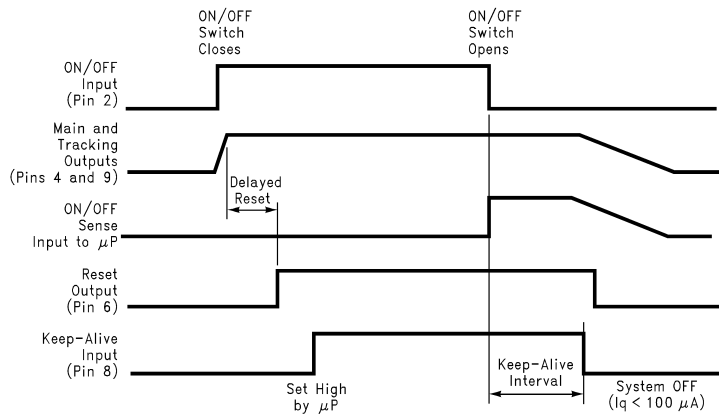 ON/OFF
Switch
Closes
ON/OFF
Switch
Opens
ON/OFF
Input
(Pin 2)
Main and
Tracking
Outputs
(Pins 4 and 9)
Delayed
Reset
ON/OFF
Sense
Input to μP
Reset
Output
(Pin 6)
Keep-Alive
Input
(Pin 8)
Set High
by μP
Keep-Alive
Interval
System OFF
(Iq < 100 μA)